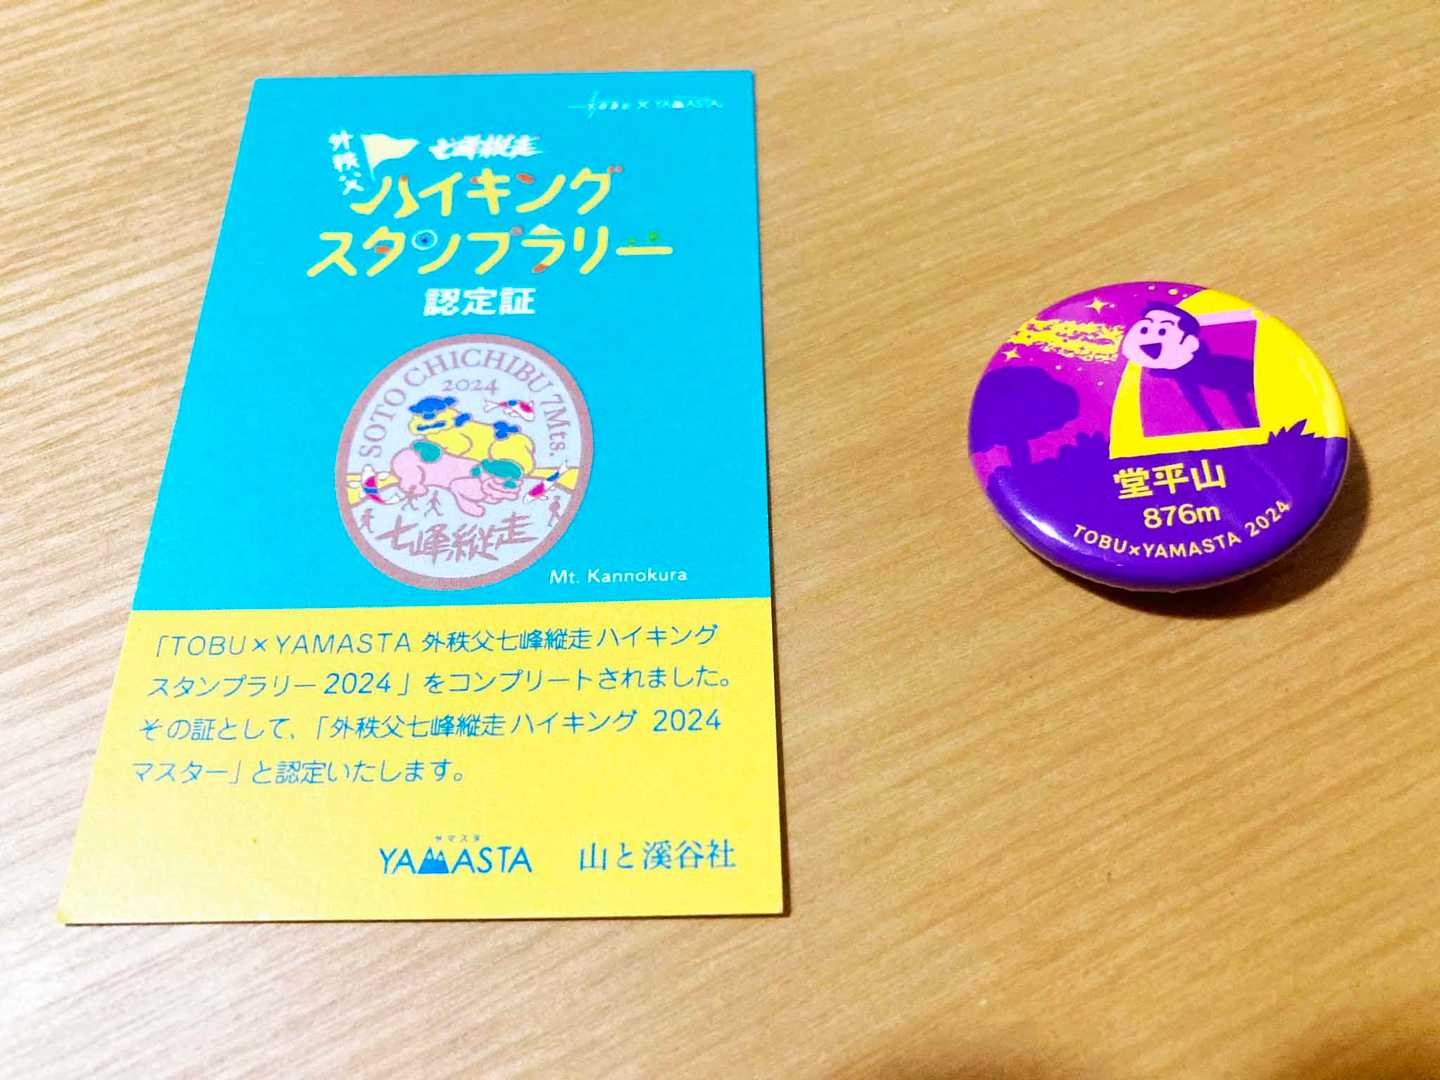 東武鉄道 × YAMASTA
外秩父
七峰縦走
ハイキング
スタンプラリー
認定証
SOTO CHICHIBU 7Mts.
2024
七峰縦走
Mt. Kannokura
「TOBU×YAMASTA 外秩父七峰縦走ハイキング
スタンプラリー2024」をコンプリートされました。
その証として、「外秩父七峰縦走ハイキング 2024
マスター」と認定いたします。
ヤマスタ
YAMASTA 山と溪谷社
堂平山
876m
TOBU×YAMASTA 2024